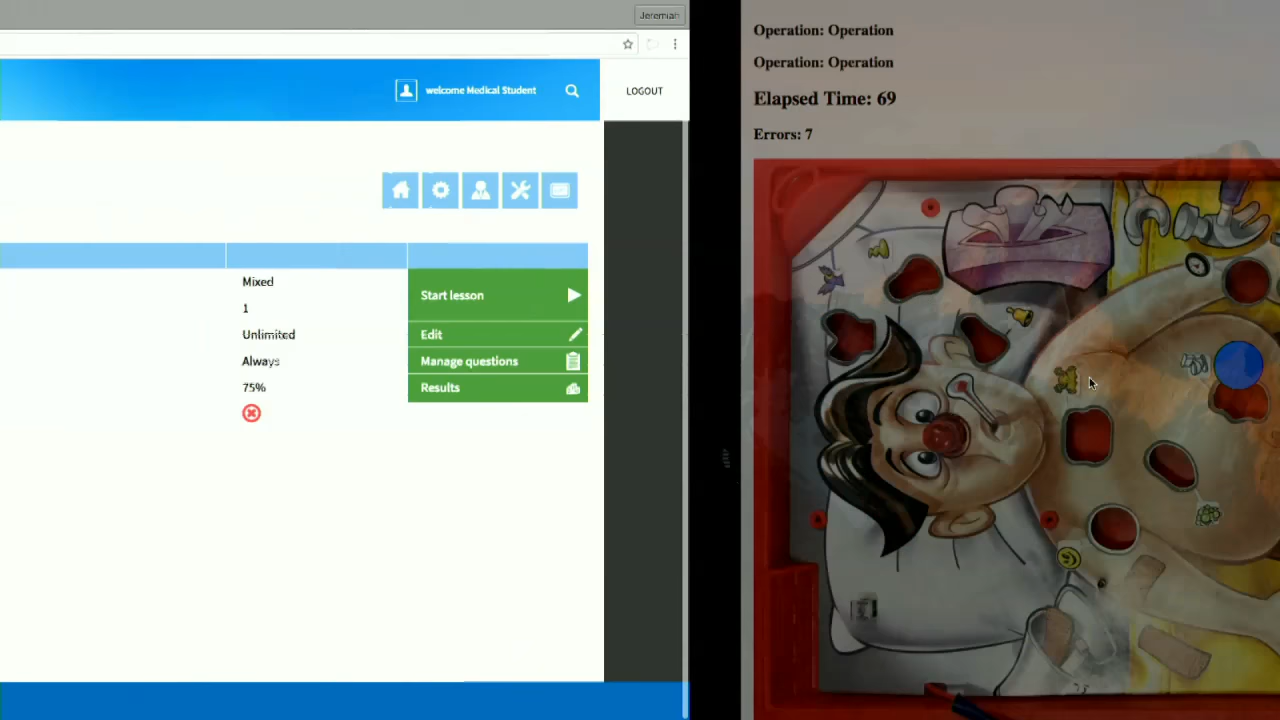 Jeremiah
welcome Medical Student
LOGOUT
Mixed
1
Unlimited
Always
75%
Start lesson
Edit
Manage questions
Results
Operation: Operation
Operation: Operation
Elapsed Time: 69
Errors: 7